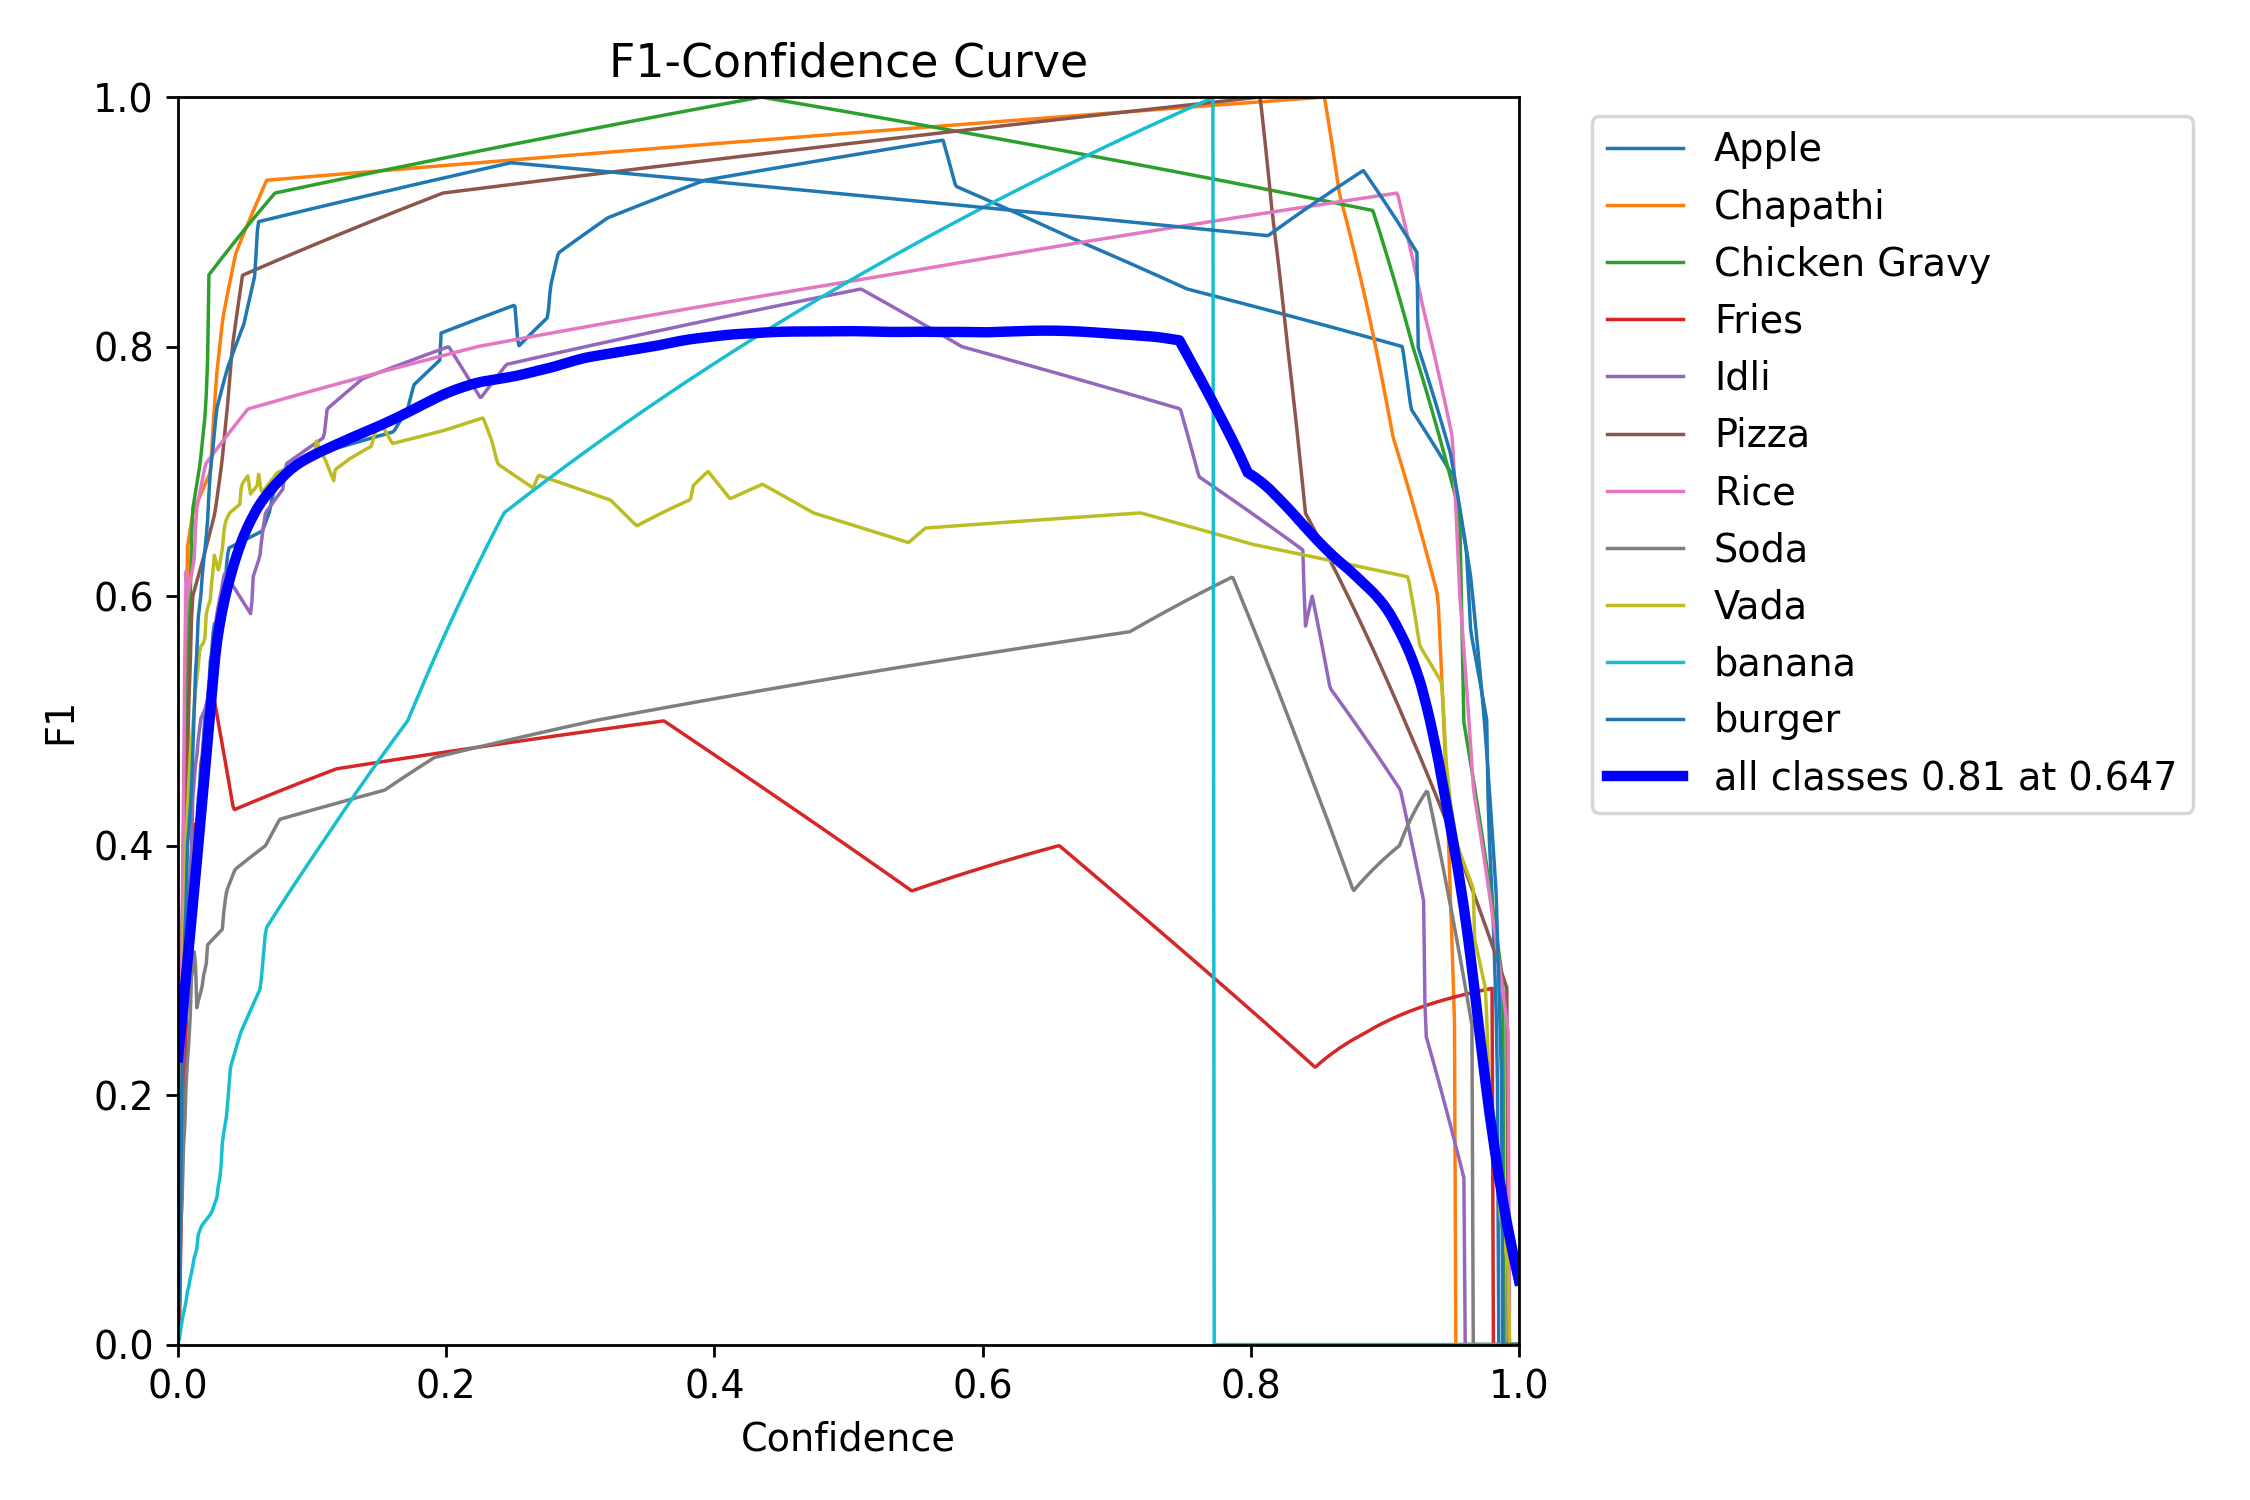 F1-Confidence Curve
1.0
0.8
0.6
0.4
0.2
0.0
F1
0.0 0.2 0.4 0.6 0.8 1.0
Confidence
Apple
Chapathi
Chicken Gravy
Fries
Idli
Pizza
Rice
Soda
Vada
banana
burger
all classes 0.81 at 0.647